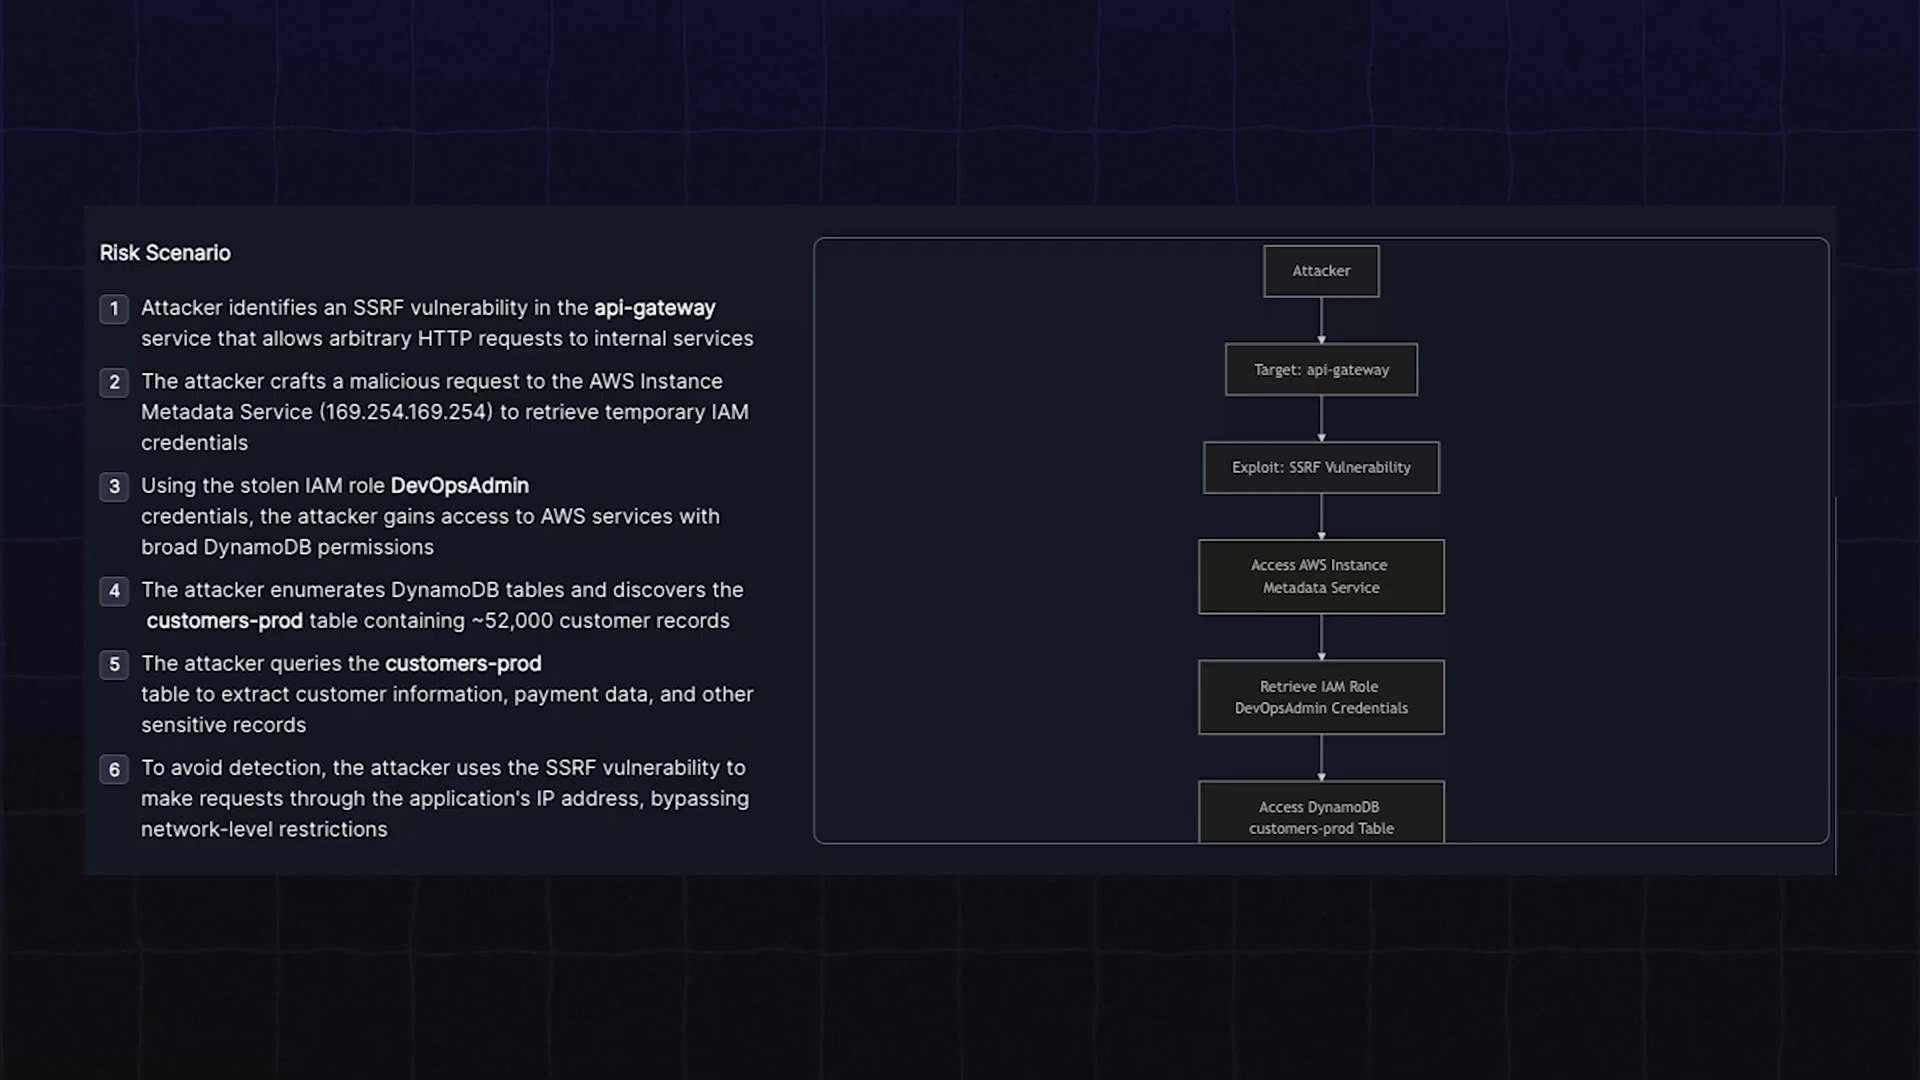 Risk Scenario
1
Attacker identifies an SSRF vulnerability in the api-gateway
service that allows arbitrary HTTP requests to internal services
2
The attacker crafts a malicious request to the AWS Instance
Metadata Service (169.254.169.254) to retrieve temporary IAM
credentials
3
Using the stolen IAM role DevOpsAdmin
credentials, the attacker gains access to AWS services with
broad DynamoDB permissions
4
The attacker enumerates DynamoDB tables and discovers the
customers-prod table containing ~52,000 customer records
5
The attacker queries the customers-prod
table to extract customer information, payment data, and other
sensitive records
6
To avoid detection, the attacker uses the SSRF vulnerability to
make requests through the application's IP address, bypassing
network-level restrictions
Attacker
Target: api-gateway
Exploit: SSRF Vulnerability
Access AWS Instance
Metadata Service
Retrieve IAM Role
DevOpsAdmin Credentials
Access DynamoDB
customers-prod Table